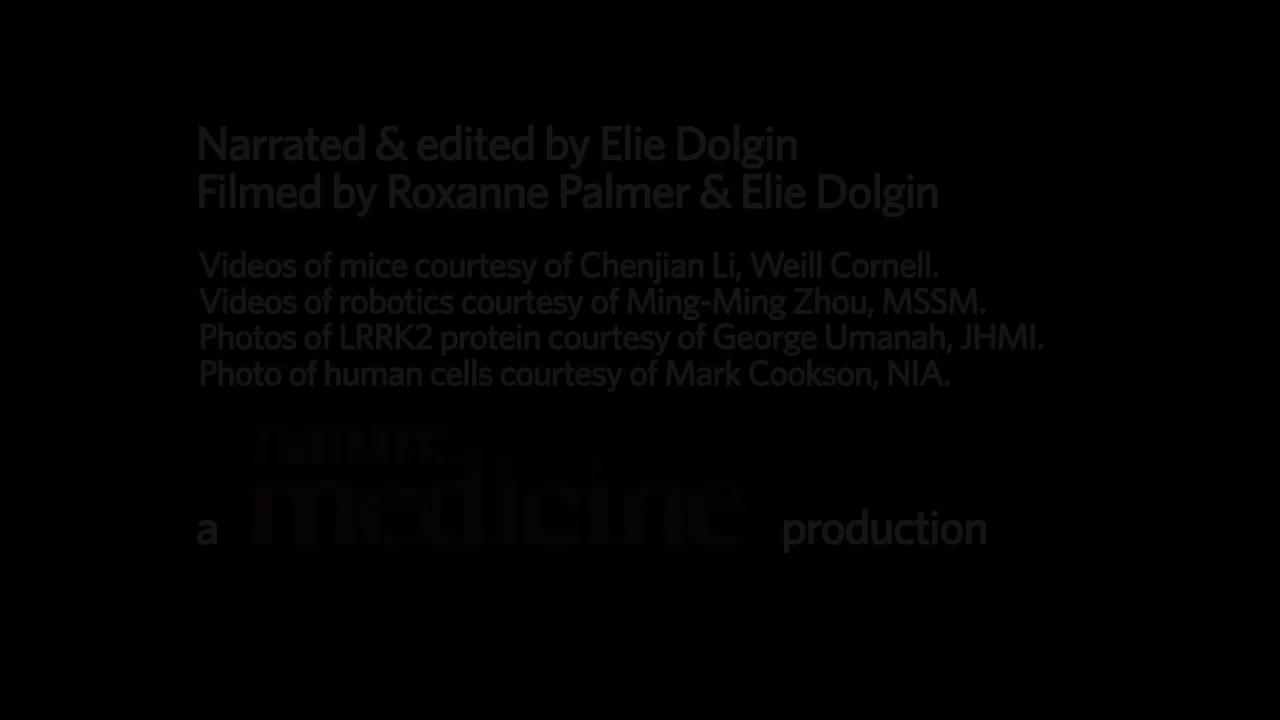 Narrated & edited by Elie Dolgin
Filmed by Roxanne Palmer & Elie Dolgin
Videos of mice courtesy of Chenjian Li, Weill Cornell.
Videos of robotics courtesy of Ming-Ming Zhou, MSSM.
Photos of LRRK2 protein courtesy of George Umanah, JHMI.
Photo of human cells courtesy of Mark Cookson, NIA.
nature
a medicine production